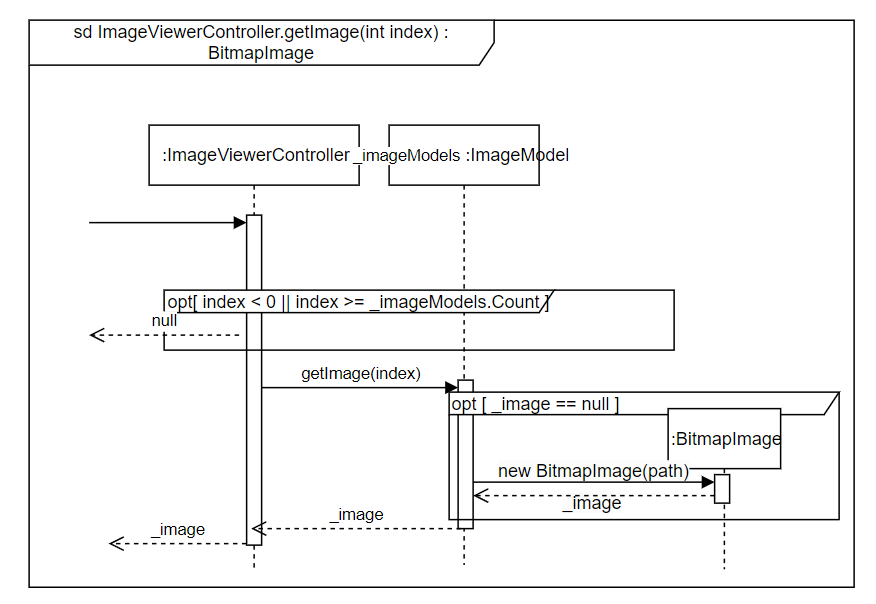 sd ImageViewerController.getImage(int index) :
BitmapImage
:ImageViewerController
_imageModels :ImageModel
opt[ index < 0 || index >= _imageModels.Count ]
null
getImage(index)
opt [ _image == null ]
:BitmapImage
new BitmapImage(path)
_image
_image
_image